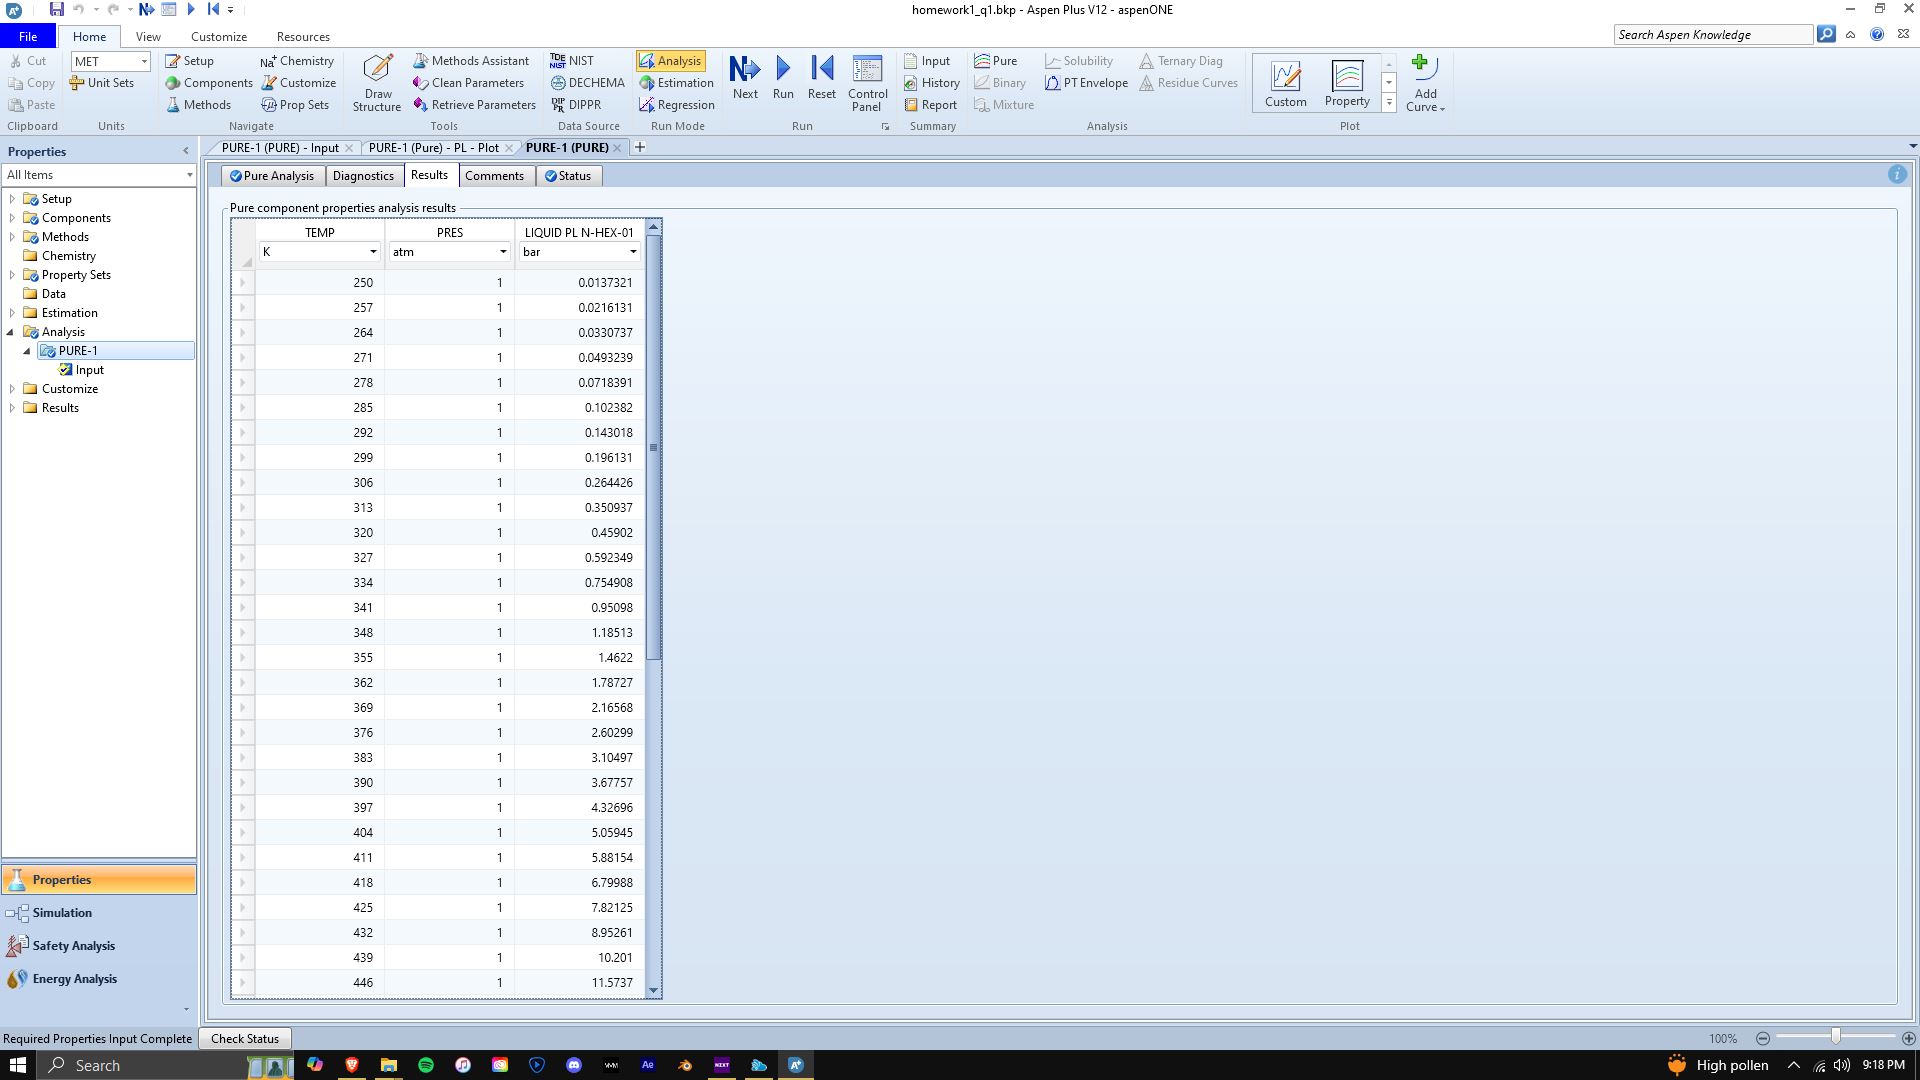 homework1_q1.bkp - Aspen Plus V12 - aspenONE
File Home View Customize Resources
Search Aspen Knowledge
Cut
Copy
Paste
Clipboard
MET
Unit Sets
Units
Setup
Components
Methods
Chemistry
Customize
Prop Sets
Navigate
Draw Structure
Methods Assistant
Clean Parameters
Retrieve Parameters
Tools
NIST
DECHEMA
DIPPR
Data Source
Analysis
Estimation
Regression
Run Mode
Next
Run
Reset
Control Panel
Run
Input
History
Report
Summary
Pure
Binary
Mixture
Solubility
PT Envelope
Ternary Diag
Residue Curves
Analysis
Custom
Property
Add Curve
Plot
Properties
All Items
Setup
Components
Methods
Chemistry
Property Sets
Data
Estimation
Analysis
PURE-1
Input
Customize
Results
Properties
Simulation
Safety Analysis
Energy Analysis
PURE-1 (PURE) - Input
PURE-1 (Pure) - PL - Plot
PURE-1 (PURE)
Pure Analysis Diagnostics Results Comments Status
Pure component properties analysis results
TEMP PRES LIQUID PL N-HEX-01
K atm bar
250 1 0.0137321
257 1 0.0216131
264 1 0.0330737
271 1 0.0493239
278 1 0.0718391
285 1 0.102382
292 1 0.143018
299 1 0.196131
306 1 0.264426
313 1 0.350937
320 1 0.45902
327 1 0.592349
334 1 0.754908
341 1 0.95098
348 1 1.18513
355 1 1.4622
362 1 1.78727
369 1 2.16568
376 1 2.60299
383 1 3.10497
390 1 3.67757
397 1 4.32696
404 1 5.05945
411 1 5.88154
418 1 6.79988
425 1 7.82125
432 1 8.95261
439 1 10.201
446 1 11.5737
Required Properties Input Complete
Check Status
100%
Search
High pollen
9:18 PM